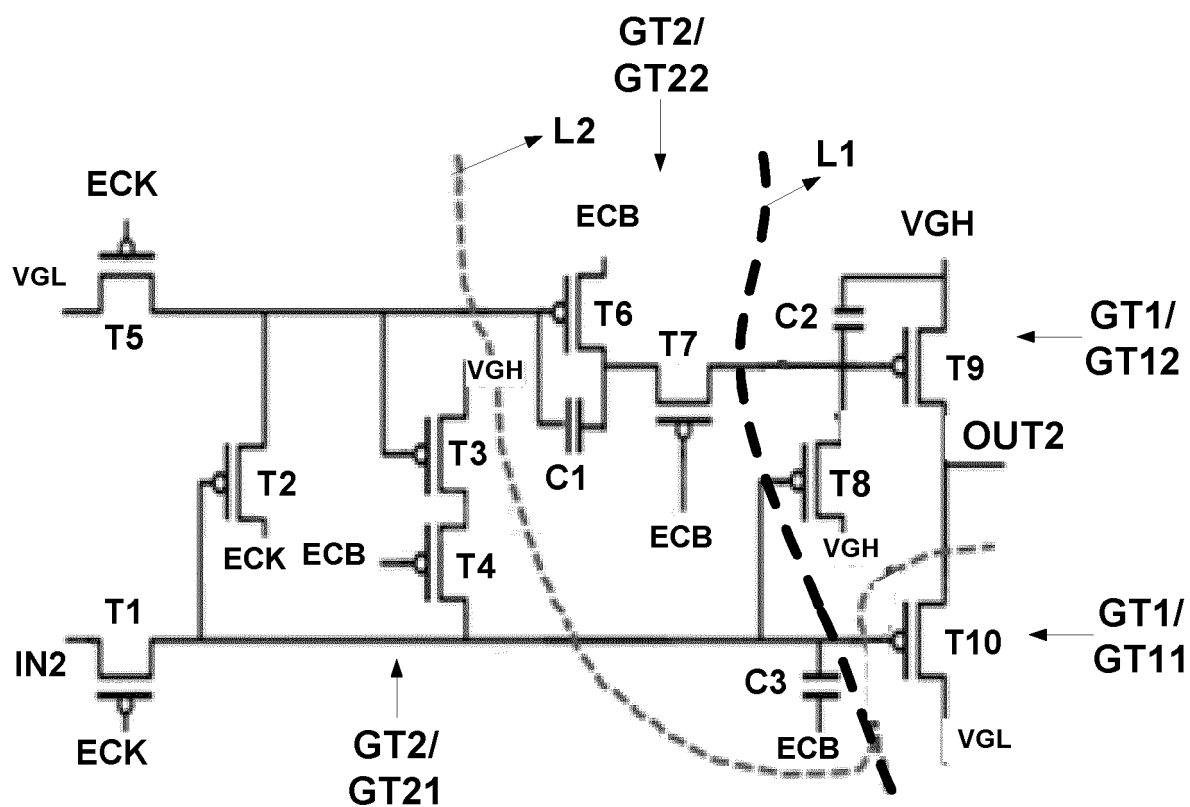 GT2/
GT22
L2
L1
ECK
ECB
VGH
VGL
T5
T6
T7
C2
GT1/
GT12
T9
VGH
T3
C1
OUT2
T2
T8
ECK
ECB
T4
ECB
VGH
T1
IN2
C3
T10
GT1/
GT11
ECK
GT2/
GT21
ECB
VGL